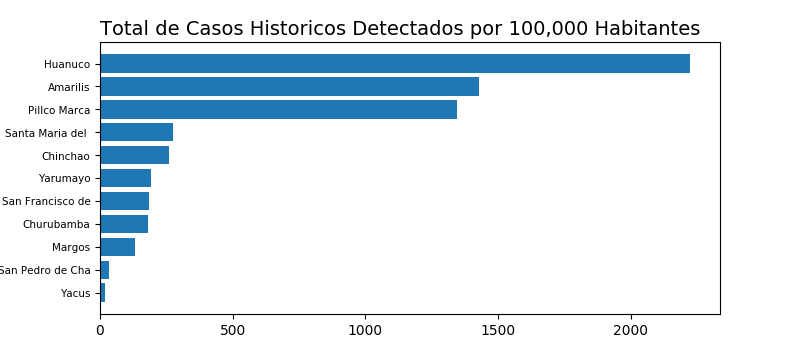 Total de Casos Historicos Detectados por 100,000 Habitantes
Huanuco
Amarilis
Pillco Marca
Santa Maria del
Chinchao
Yarumayo
San Francisco de
Churubamba
Margos
San Pedro de Cha
Yacus
0 500 1000 1500 2000